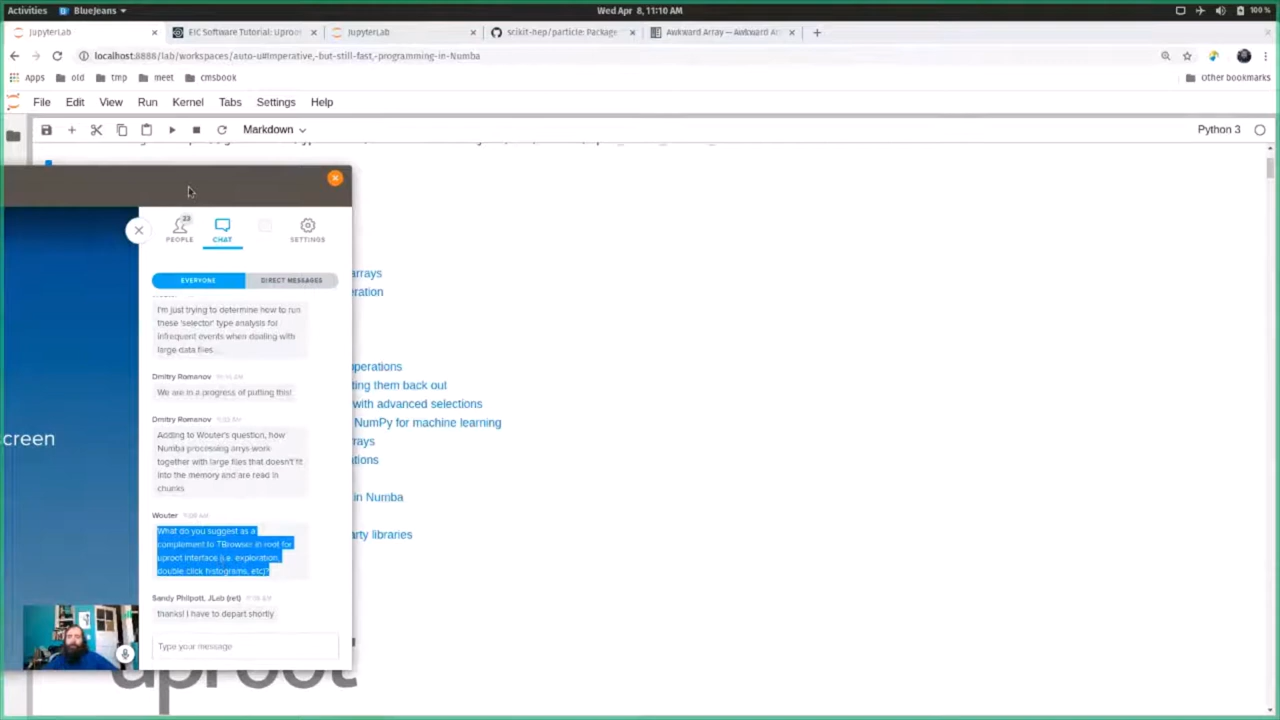 Activities
BlueJeans
Wed Apr 8, 11:10 AM
100 %
JupyterLab
EIC Software Tutorial: Uproo
JupyterLab
scikit-hep/particle: Package
Awkward Array — Awkward Arr
localhost:8888/lab/workspaces/auto-u#Imperative,-but-still-fast,-programming-in-Numba
Apps
old
tmp
meet
cmsbook
Other bookmarks
File Edit View Run Kernel Tabs Settings Help
Markdown
Python 3
23
PEOPLE
CHAT
SETTINGS
EVERYONE
DIRECT MESSAGES
I'm just trying to determine how to run
these 'selector' type analysis for
infrequent events when dealing with
large data files ...
Dmitry Romanov
We are in a progress of putting this!
Dmitry Romanov
Adding to Wouter's question, how
Numba processing arrys work
together with large files that doesn't fit
into the memory and are read in
chunks
Wouter
What do you suggest as a
complement to TBrowser in root for
uproot interface (i.e. exploration,
double click histograms, etc)?
Sandy Philpott, JLab (ret)
thanks! I have to depart shortly
Type your message
creen
arrays
eration
operations
ting them back out
with advanced selections
NumPy for machine learning
rrays
ations
in Numba
arty libraries
uproot